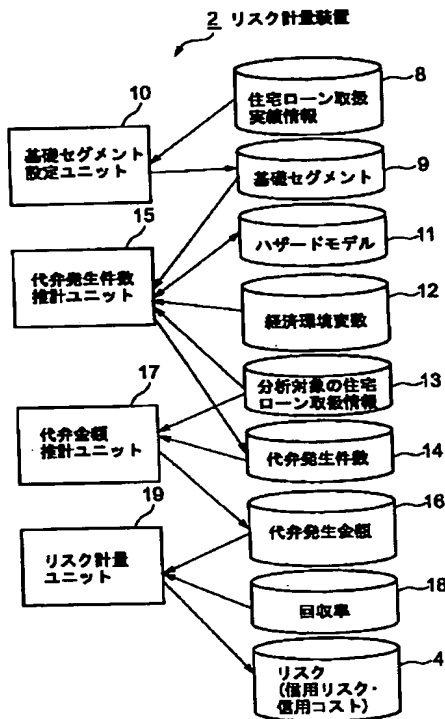 2 リスク計量装置
8
住宅ローン取扱
実績情報
10
基礎セグメント
設定ユニット
9
基礎セグメント
15
代弁発生件数
推計ユニット
11
ハザードモデル
12
経済環境変数
13
分析対象の住宅
ローン取扱情報
17
代弁金額
推計ユニット
14
代弁発生件数
16
代弁発生金額
19
リスク計量
ユニット
18
回収率
4
リスク
(信用リスク・
信用コスト)